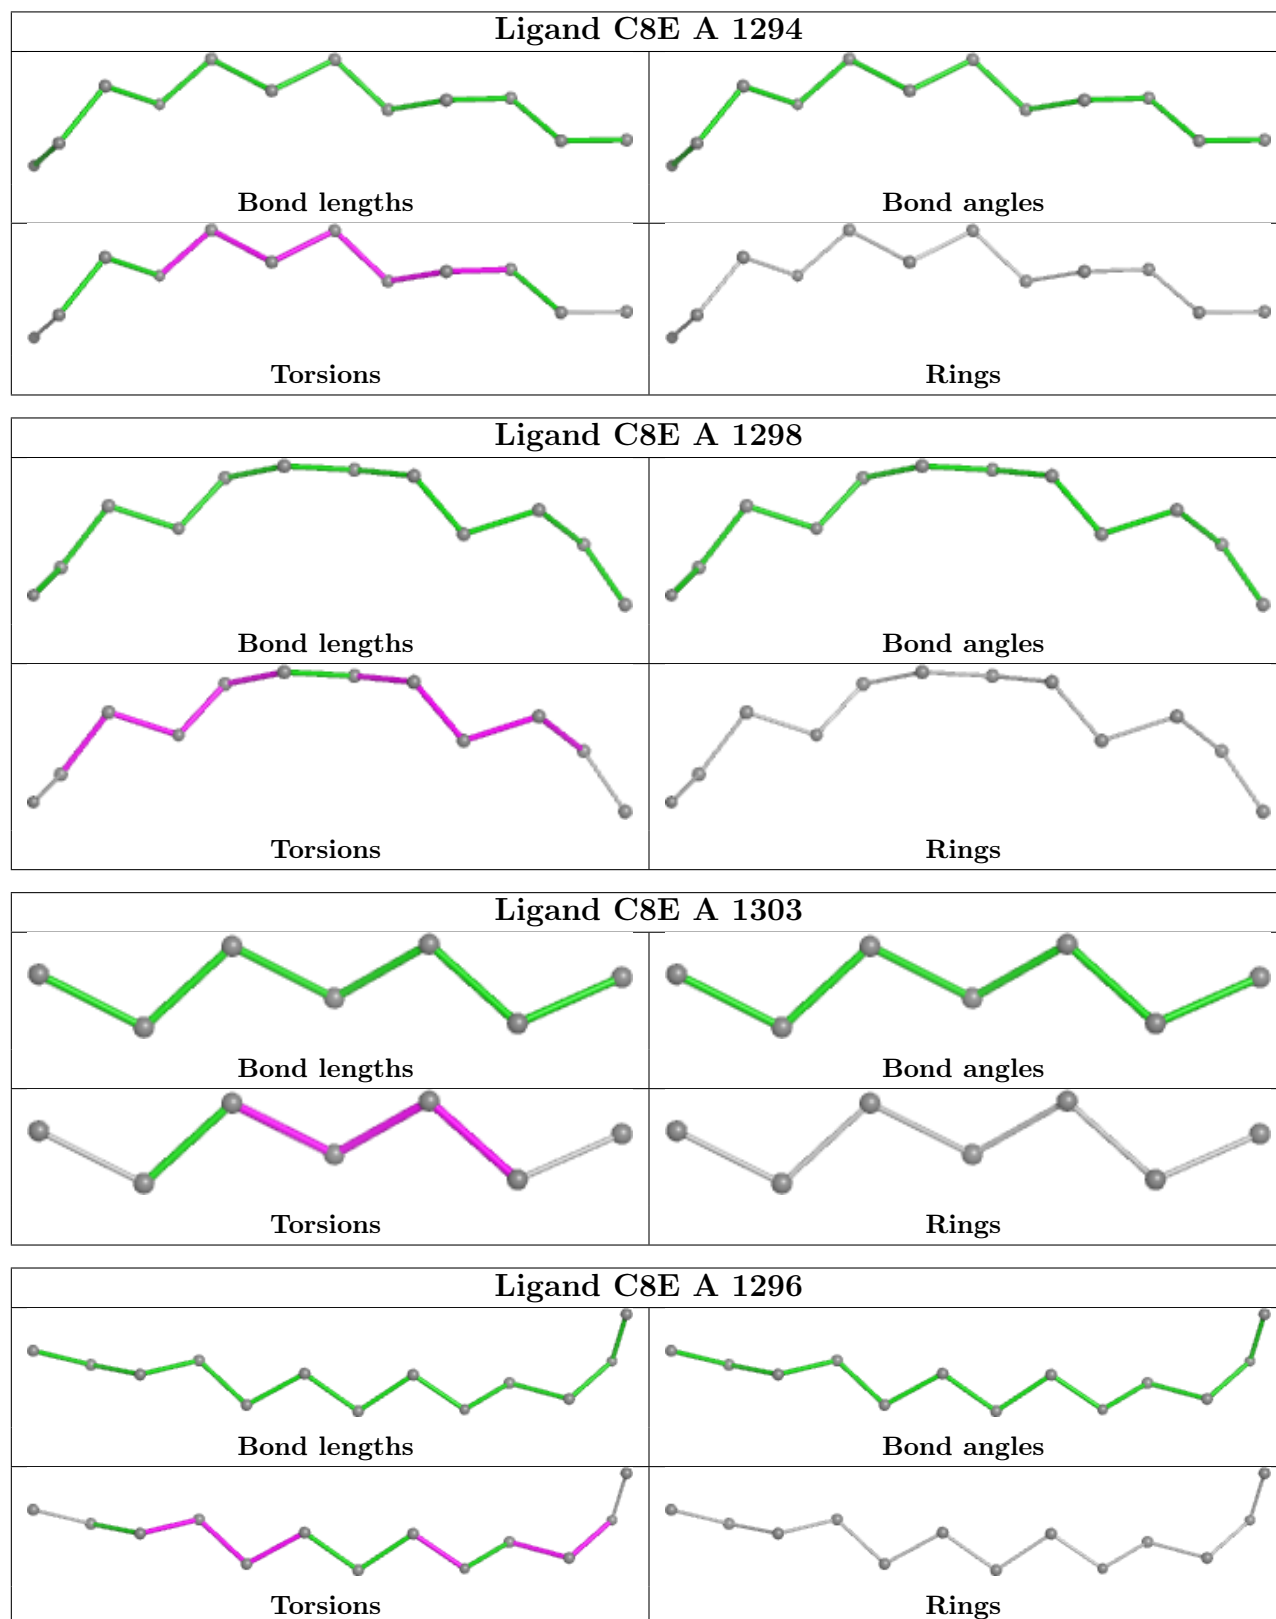 Ligand C8E A 1294
Bond lengths
Bond angles
Torsions
Rings
Ligand C8E A 1298
Bond lengths
Bond angles
Torsions
Rings
Ligand C8E A 1303
Bond lengths
Bond angles
Torsions
Rings
Ligand C8E A 1296
Bond lengths
Bond angles
Torsions
Rings